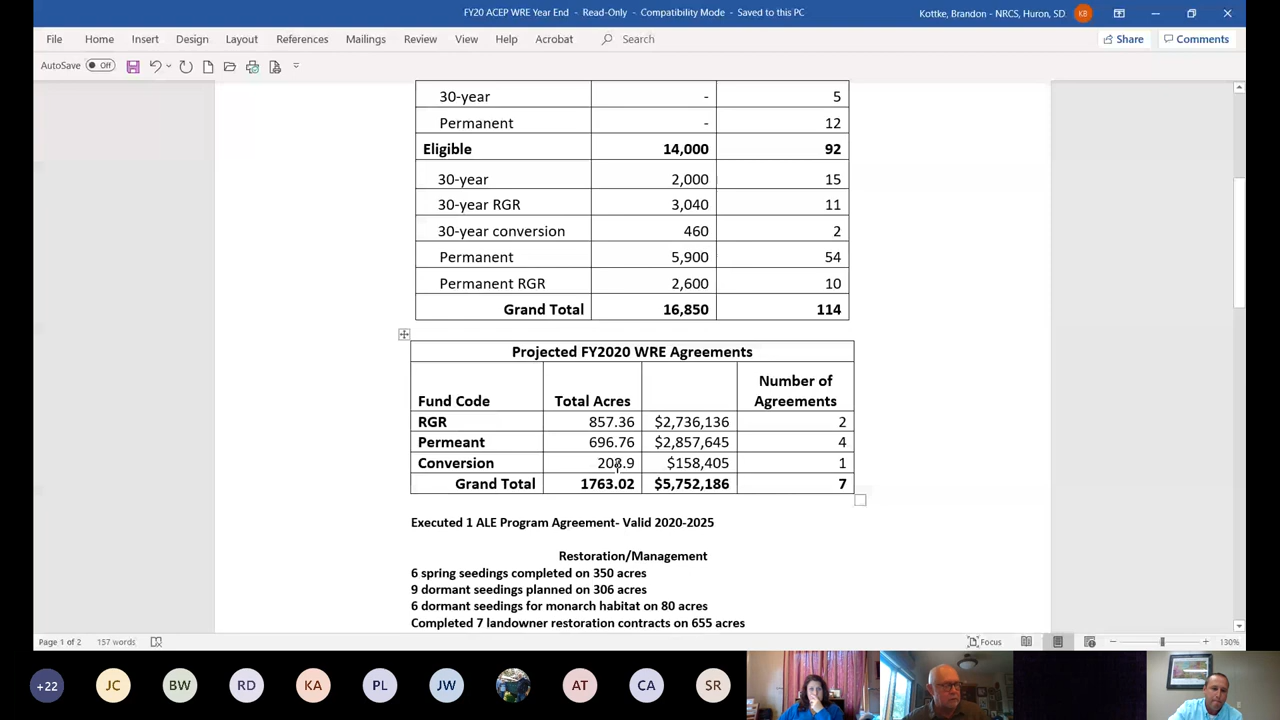 FY20 ACEP WRE Year End - Read-Only - Compatibility Mode - Saved to this PC
Kottke, Brandon - NRCS, Huron, SD
KB
File Home Insert Design Layout References Mailings Review View Help Acrobat Search
Share Comments
AutoSave Off
30-year - 5
Permanent - 12
Eligible 14,000 92
30-year 2,000 15
30-year RGR 3,040 11
30-year conversion 460 2
Permanent 5,900 54
Permanent RGR 2,600 10
Grand Total 16,850 114
Projected FY2020 WRE Agreements
Number of
Fund Code Total Acres Agreements
RGR 857.36 $2,736,136 2
Permeant 696.76 $2,857,645 4
Conversion 208.9 $158,405 1
Grand Total 1763.02 $5,752,186 7
Executed 1 ALE Program Agreement- Valid 2020-2025
Restoration/Management
6 spring seedings completed on 350 acres
9 dormant seedings planned on 306 acres
6 dormant seedings for monarch habitat on 80 acres
Completed 7 landowner restoration contracts on 655 acres
Page 1 of 2 157 words Focus 130%
+22 JC BW RD KA PL JW AT CA SR